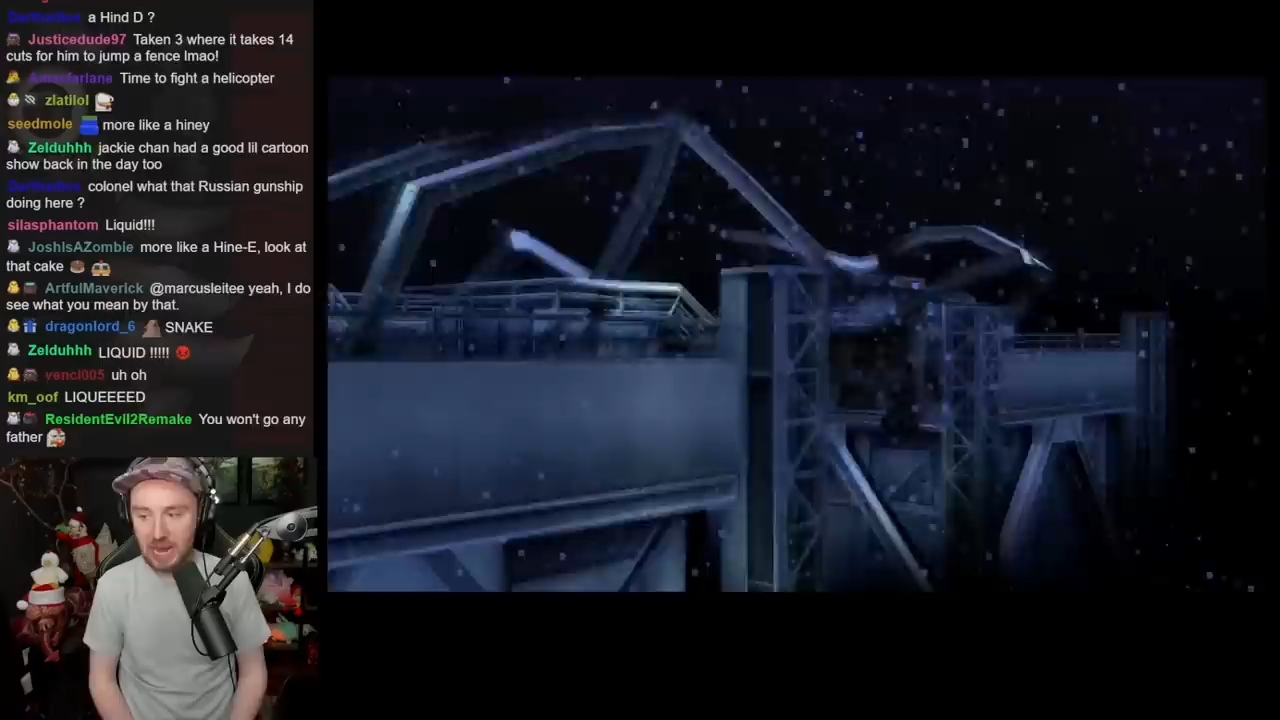 a Hind D ?
Justicedude97 Taken 3 where it takes 14
cuts for him to jump a fence lmao!
Time to fight a helicopter
zlatilol
seedmole more like a hiney
Zelduhhh jackie chan had a good lil cartoon
show back in the day too
colonel what that Russian gunship
doing here ?
silasphantom Liquid!!!
JoshIsAZombie more like a Hine-E, look at
that cake
ArtfulMaverick @marcusleitee yeah, I do
see what you mean by that.
dragonlord_6 SNAKE
Zelduhhh LIQUID !!!!!
venci005 uh oh
km_oof LIQUEEEED
ResidentEvil2Remake You won't go any
father